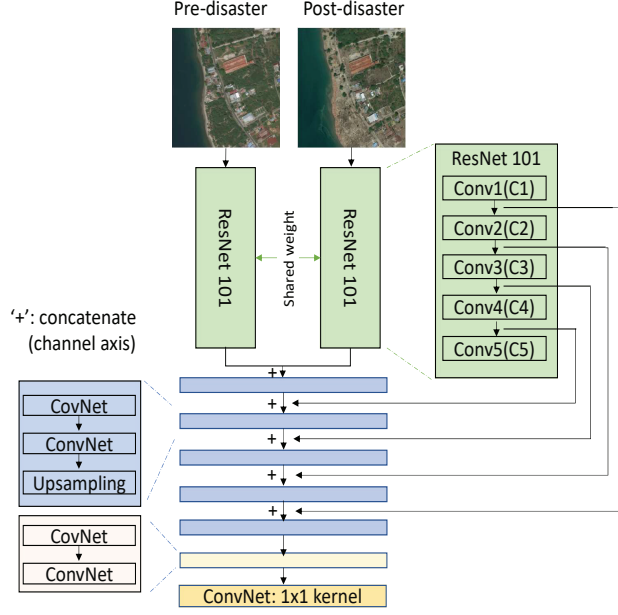 Pre-disaster
Post-disaster
ResNet 101
ResNet 101
Shared weight
ResNet 101
Conv1(C1)
Conv2(C2)
Conv3(C3)
Conv4(C4)
Conv5(C5)
‘+’: concatenate
(channel axis)
+
+
+
+
+
CovNet
ConvNet
Upsampling
CovNet
ConvNet
ConvNet: 1x1 kernel